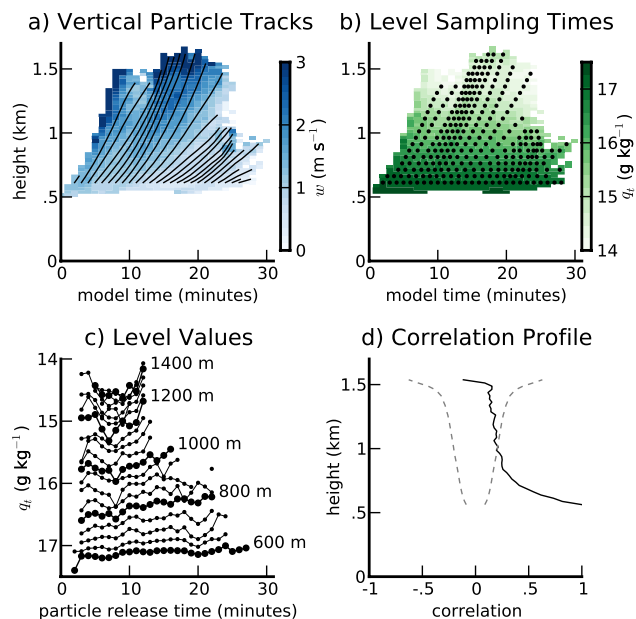 a) Vertical Particle Tracks
height (km)
1.5
1
.5
0
0
10
20
30
model time (minutes)
3
2
1
0
w (m s⁻¹)
b) Level Sampling Times
1.5
1
.5
0
0
10
20
30
model time (minutes)
17
16
15
14
qₜ (g kg⁻¹)
c) Level Values
qₜ (g kg⁻¹)
14
15
16
17
1400 m
1200 m
1000 m
800 m
600 m
0
10
20
30
particle release time (minutes)
d) Correlation Profile
height (km)
1.5
1
.5
0
-1
-.5
0
.5
1
correlation